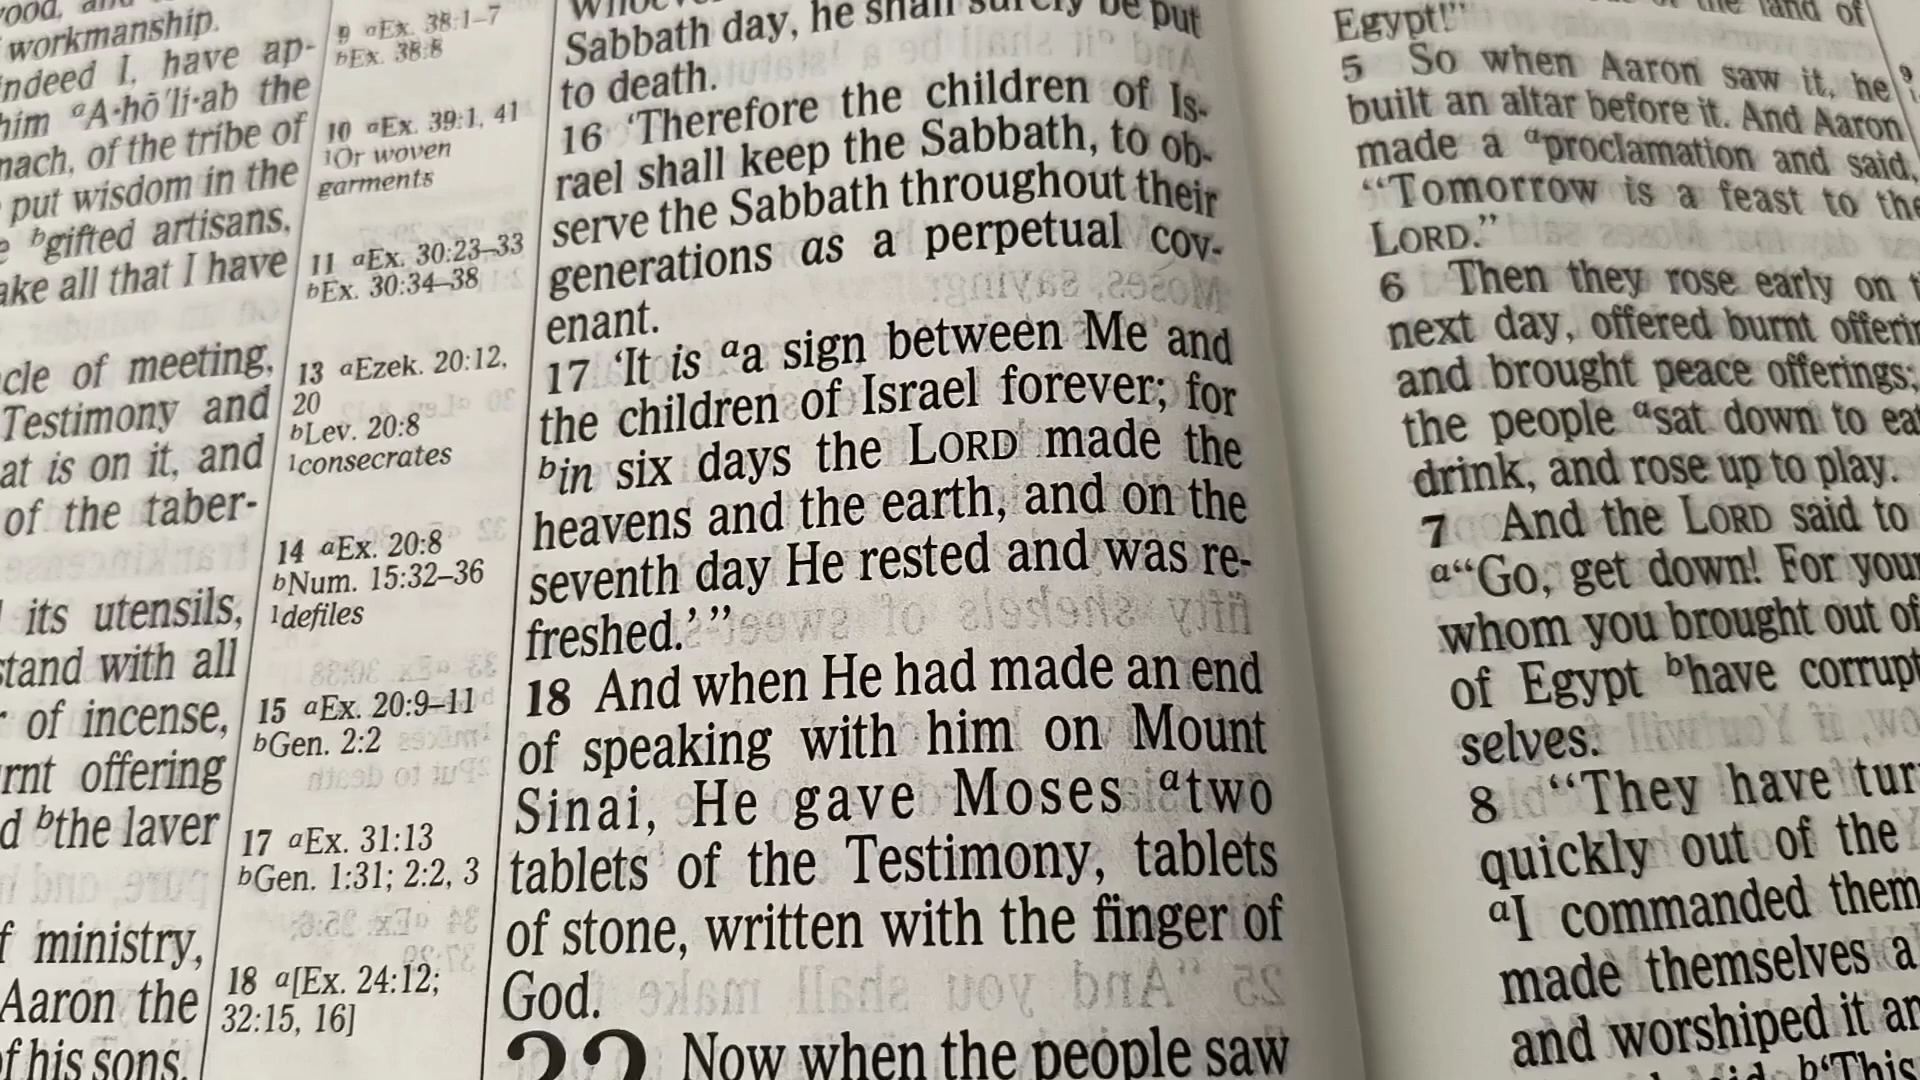 workmanship.
indeed I, have ap-
him aA·hō′li·ab the
of the tribe of
put wisdom in the
bgifted artisans,
all that I have
of meeting,
Testimony and
at is on it, and
of the taber-
its utensils,
stand with all
of incense,
offering
bthe laver
ministry,
Aaron the
of his sons,
9 aEx. 38:1–7
bEx. 38:8
10 aEx. 39:1, 41
1Or woven
garments
11 aEx. 30:23–33
bEx. 30:34–38
13 aEzek. 20:12,
20
bLev. 20:8
1consecrates
14 aEx. 20:8
bNum. 15:32–36
1defiles
15 aEx. 20:9–11
bGen. 2:2
17 aEx. 31:13
bGen. 1:31; 2:2, 3
18 a[Ex. 24:12;
32:15, 16]
Sabbath day, he shall surely be put
to death.
16 ‘Therefore the children of Is-
rael shall keep the Sabbath, to ob-
serve the Sabbath throughout their
generations as a perpetual cov-
enant.
17 ‘It is aa sign between Me and
the children of Israel forever; for
bin six days the LORD made the
heavens and the earth, and on the
seventh day He rested and was re-
freshed.’ ”
18 And when He had made an end
of speaking with him on Mount
Sinai, He gave Moses atwo
tablets of the Testimony, tablets
of stone, written with the finger of
God.
32 Now when the people saw
the land of
Egypt!”
5 So when Aaron saw it, he
built an altar before it. And Aaron
made a aproclamation and said,
“Tomorrow is a feast to the
LORD.”
6 Then they rose early on
next day, offered burnt
and brought peace offerings;
the people asat down to eat
drink, and rose up to play.
7 And the LORD said to
a“Go, get down! For your
whom you brought out of
of Egypt bhave
selves.
8 “They have
quickly out of the
aI commanded them
made themselves a
and worshiped it
b‘This